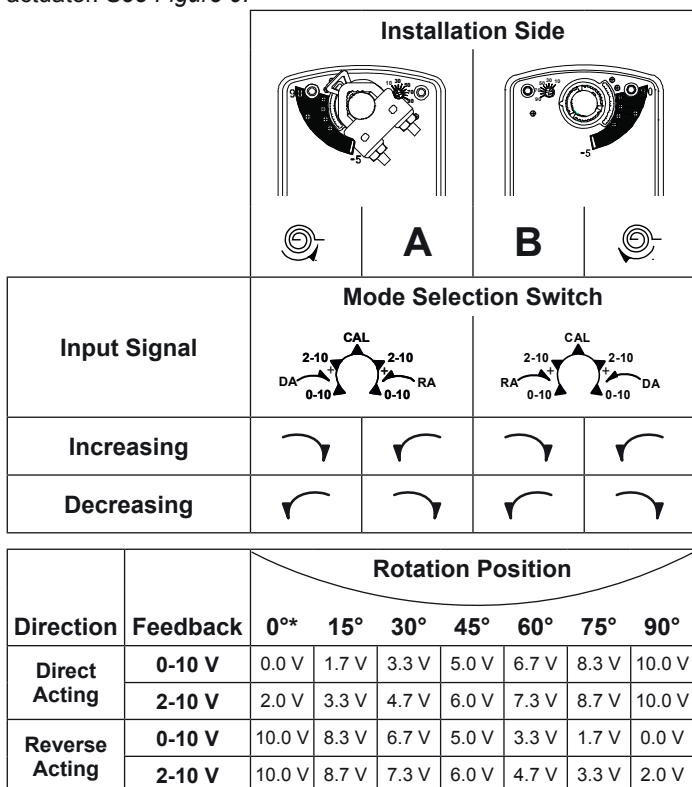 Installation Side
-5
-5
A B
Mode Selection Switch
Input Signal
CAL CAL
2-10 2-10 2-10 2-10
+ + + +
DA RA RA DA
0-10 0-10 0-10 0-10
Increasing
Decreasing
Rotation Position
Direction Feedback 0°* 15° 30° 45° 60° 75° 90°
Direct Acting 0-10 V 0.0 V 1.7 V 3.3 V 5.0 V 6.7 V 8.3 V 10.0 V
2-10 V 2.0 V 3.3 V 4.7 V 6.0 V 7.3 V 8.7 V 10.0 V
Reverse Acting 0-10 V 10.0 V 8.3 V 6.7 V 5.0 V 3.3 V 1.7 V 0.0 V
2-10 V 10.0 V 8.7 V 7.3 V 6.0 V 4.7 V 3.3 V 2.0 V